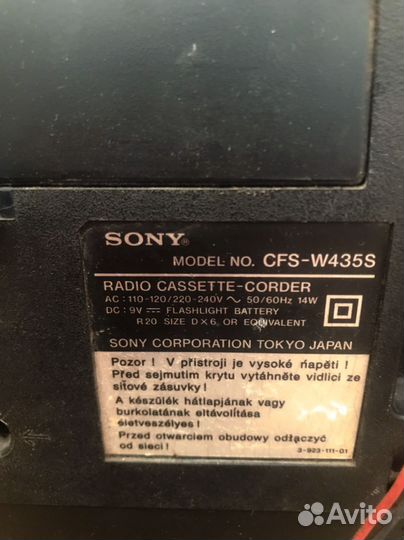 SONY®
MODEL NO. CFS-W435S
RADIO CASSETTE-CORDER
AC : 110-120/220-240V ～ 50/60Hz 14W
DC : 9V ⎓ FLASHLIGHT BATTERY
R20 SIZE D×6 OR EQUIVALENT
SONY CORPORATION TOKYO JAPAN
Pozor ! V přístroji je vysoké napěti !
Před sejmutím krytu vytáhněte vidlici ze
síťové zásuvky !
A készülék hátlapjának vagy
burkolatának eltávolítása
életveszélyes !
Przed otwarciem obudowy odłączyć
od sieci !
3-923-111-01
Avito